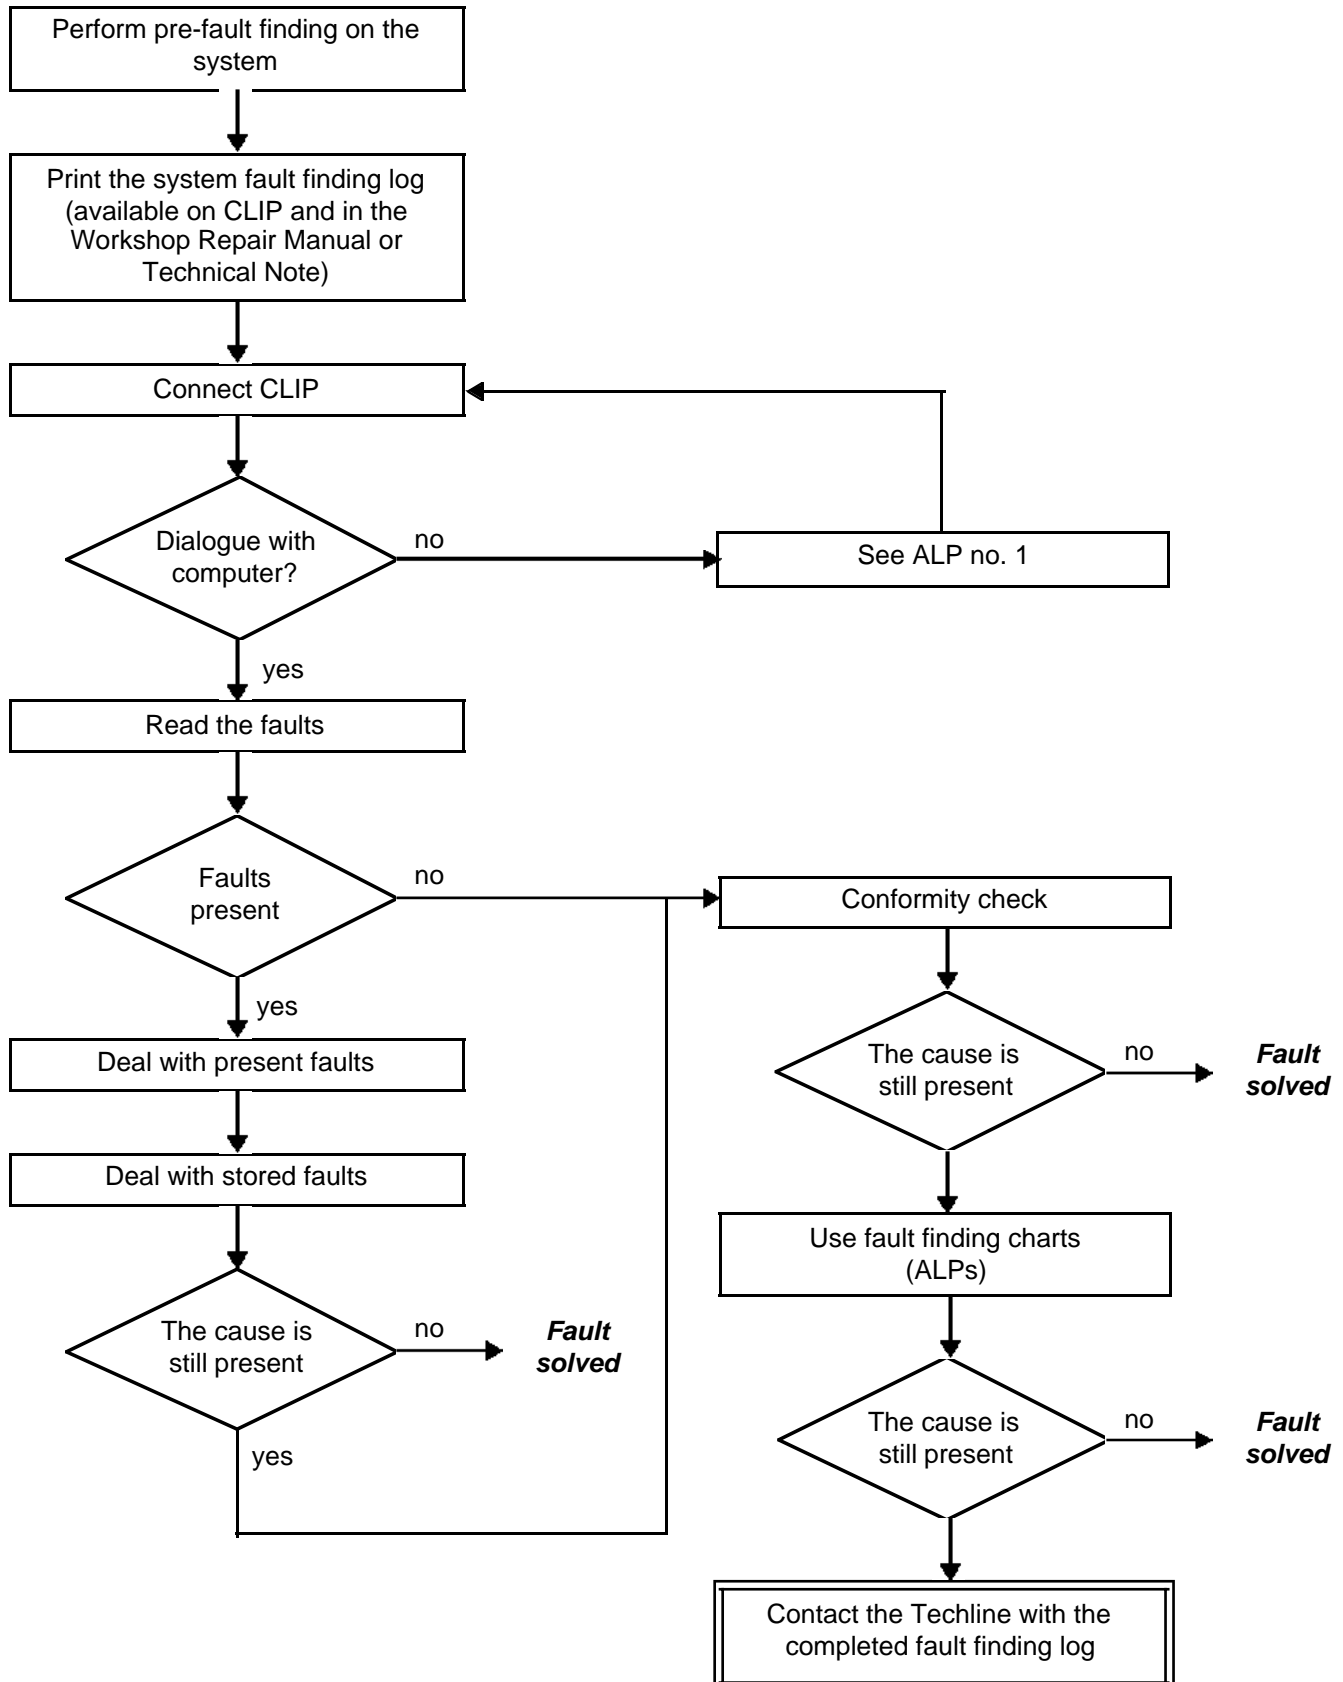 Perform pre-fault finding on the
system
Print the system fault finding log
(available on CLIP and in the
Workshop Repair Manual or
Technical Note)
Connect CLIP
Dialogue with
computer?
no
See ALP no. 1
yes
Read the faults
Faults
present
no
Conformity check
yes
Deal with present faults
The cause is
still present
no
Fault
solved
Deal with stored faults
Use fault finding charts
(ALPs)
The cause is
still present
no
Fault
solved
yes
The cause is
still present
no
Fault
solved
Contact the Techline with the
completed fault finding log